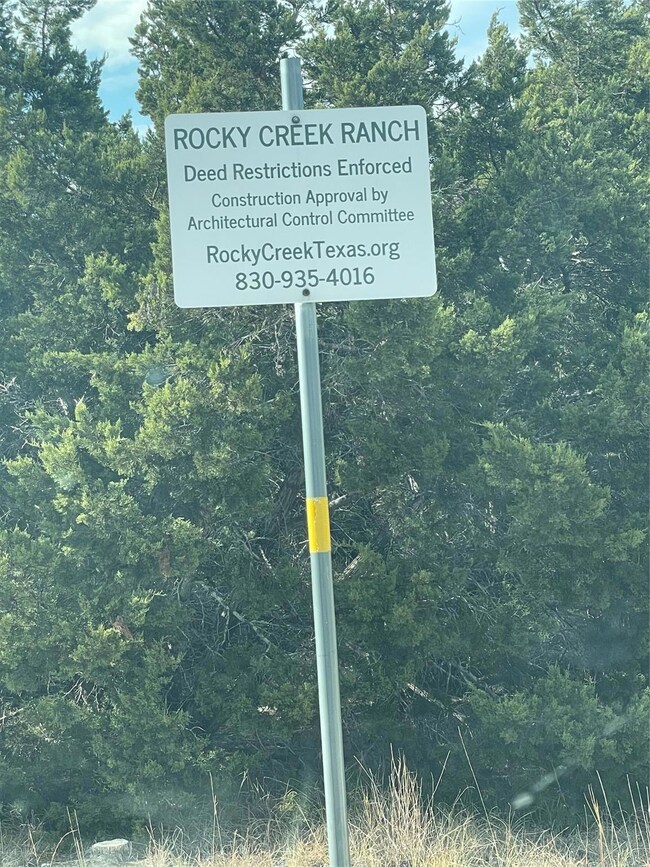 ROCKY CREEK RANCH
Deed Restrictions Enforced
Construction Approval by
Architectural Control Committee
RockyCreekTexas.org
830-935-4016